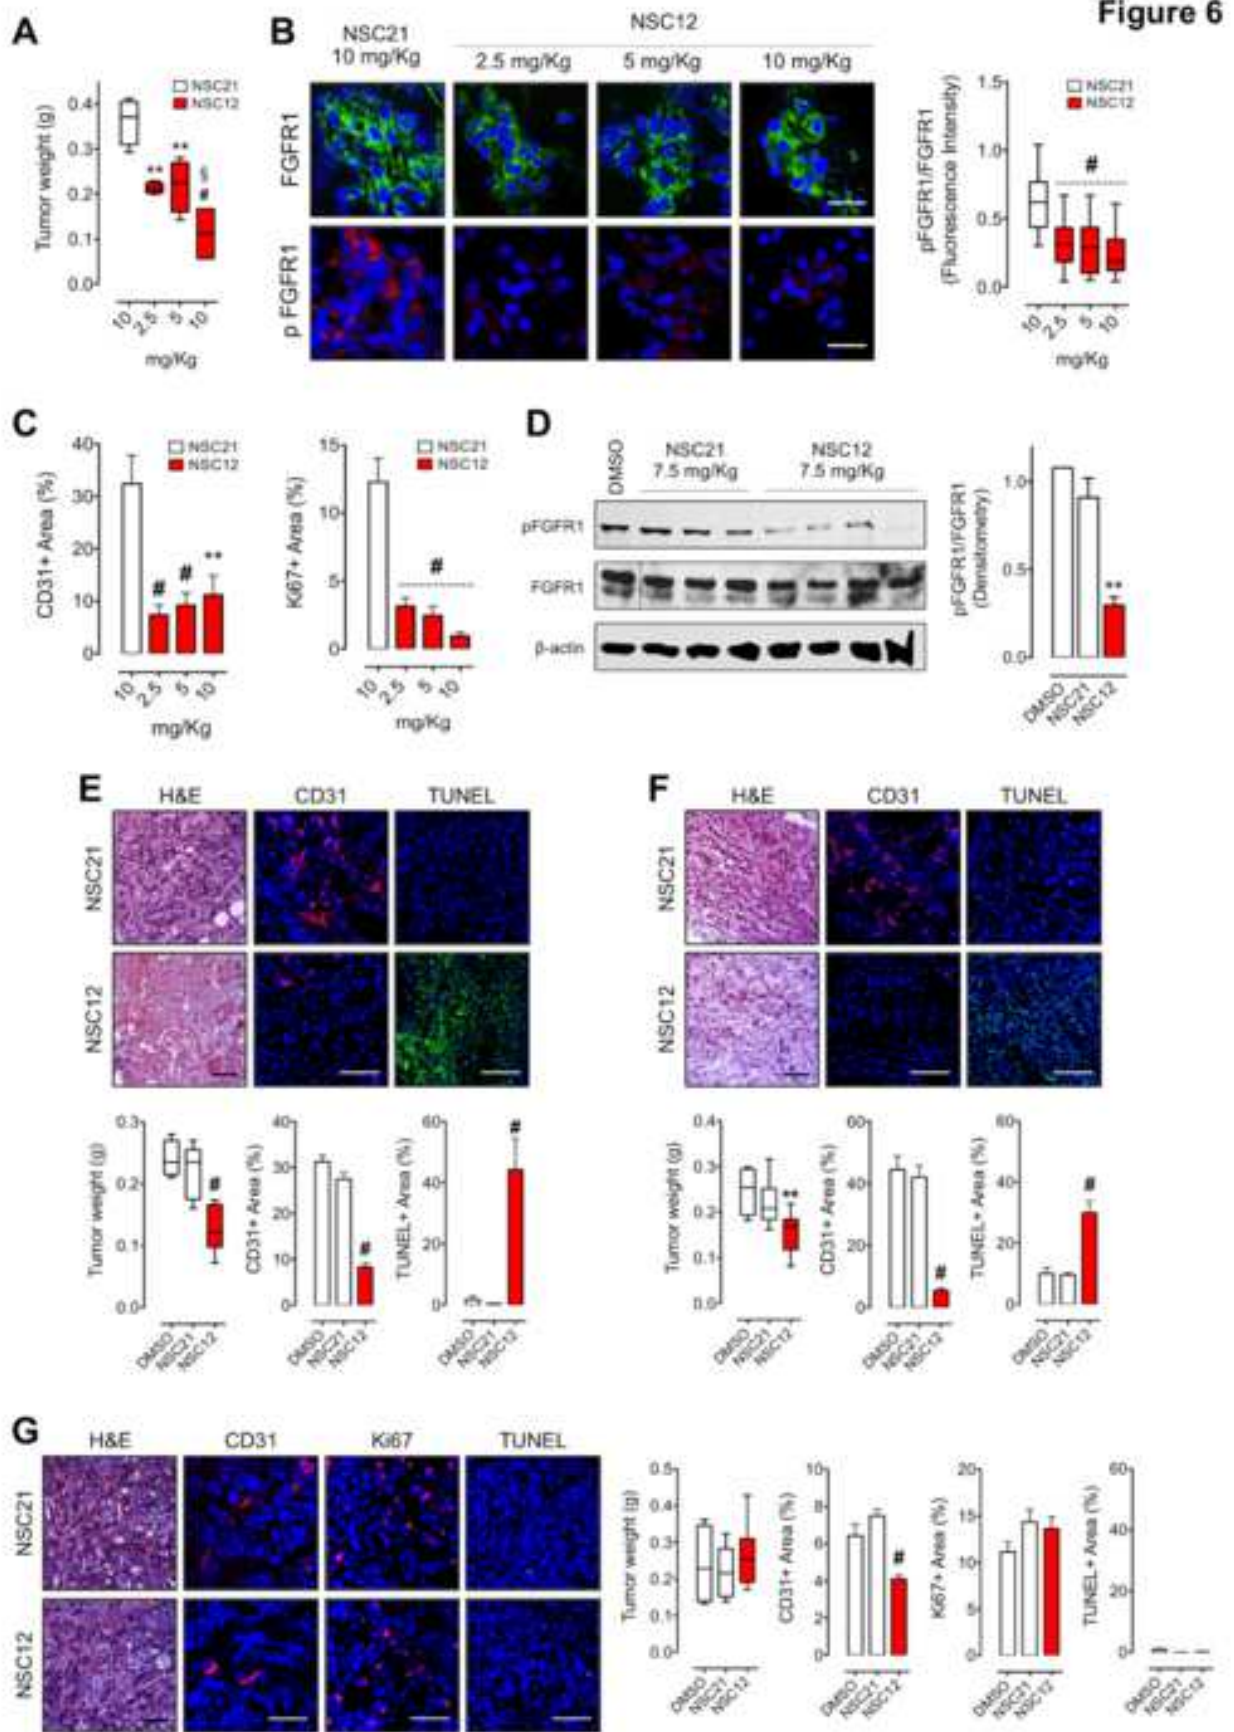 Figure 6
A
NSC21
NSC12
Tumor weight (g)
0.4
0.3
0.2
0.1
0.0
**
**
§
#
10
2.5
5
10
mg/Kg
B
NSC21
10 mg/Kg
NSC12
2.5 mg/Kg
5 mg/Kg
10 mg/Kg
FGFR1
p FGFR1
NSC21
NSC12
pFGFR1/FGFR1
(Fluorescence Intensity)
1.5
1.0
0.5
0.0
#
10
2.5
5
10
mg/Kg
C
NSC21
NSC12
CD31+ Area (%)
40
30
20
10
0
#
#
**
10
2.5
5
10
mg/Kg
NSC21
NSC12
Ki67+ Area (%)
15
10
5
0
#
10
2.5
5
10
mg/Kg
D
DMSO
NSC21
7.5 mg/Kg
NSC12
7.5 mg/Kg
pFGFR1
FGFR1
β-actin
pFGFR1/FGFR1
(Densitometry)
1.0
0.5
0.0
**
DMSO
NSC21
NSC12
E
H&E
CD31
TUNEL
NSC21
NSC12
Tumor weight (g)
0.3
0.2
0.1
0.0
#
DMSO
NSC21
NSC12
CD31+ Area (%)
40
30
20
10
0
#
DMSO
NSC21
NSC12
TUNEL+ Area (%)
60
40
20
0
#
DMSO
NSC21
NSC12
F
H&E
CD31
TUNEL
NSC21
NSC12
Tumor weight (g)
0.4
0.3
0.2
0.1
0.0
**
DMSO
NSC21
NSC12
CD31+ Area (%)
60
40
20
0
#
DMSO
NSC21
NSC12
TUNEL+ Area (%)
60
40
20
0
#
DMSO
NSC21
NSC12
G
H&E
CD31
Ki67
TUNEL
NSC21
NSC12
Tumor weight (g)
0.5
0.4
0.3
0.2
0.1
0.0
DMSO
NSC21
NSC12
CD31+ Area (%)
10
8
6
4
2
0
#
DMSO
NSC21
NSC12
Ki67+ Area (%)
20
15
10
5
0
DMSO
NSC21
NSC12
TUNEL+ Area (%)
60
40
20
0
DMSO
NSC21
NSC12